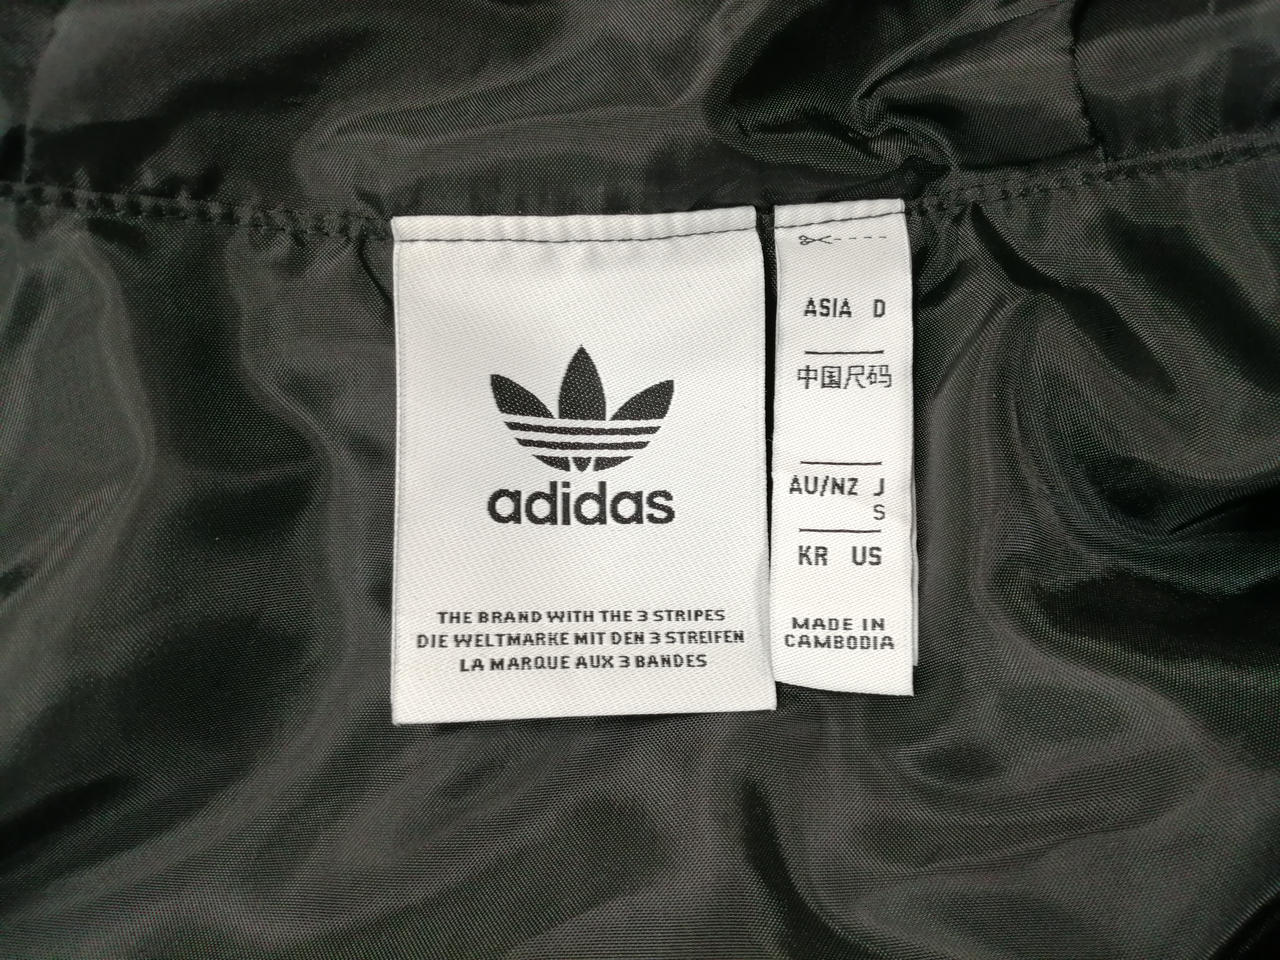 adidas
THE BRAND WITH THE 3 STRIPES
DIE WELTMARKE MIT DEN 3 STREIFEN
LA MARQUE AUX 3 BANDES
ASIA D
中国尺码
AU/NZ J
S
KR US
MADE IN
CAMBODIA